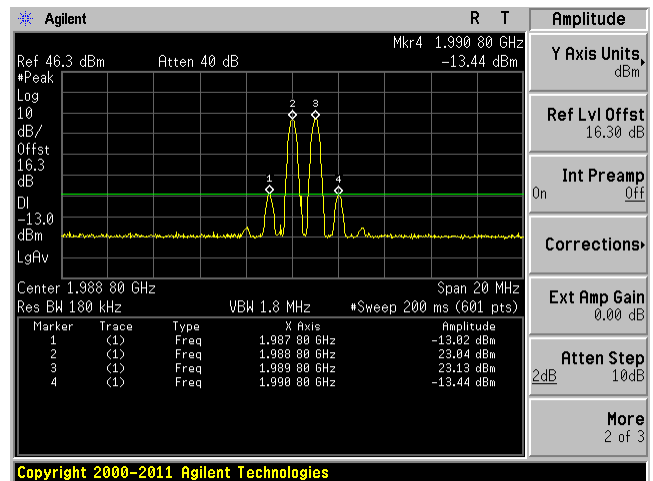 Agilent R T
Mkr4 1.990 80 GHz
Ref 46.3 dBm Atten 40 dB -13.44 dBm
#Peak
Log
10
dB/
Offst
16.3
dB
DI
-13.0
dBm
LgAv
1
2
3
4
Center 1.988 80 GHz Span 20 MHz
Res BW 180 kHz VBW 1.8 MHz #Sweep 200 ms (601 pts)
Marker Trace Type X Axis Amplitude
1 (1) Freq 1.987 80 GHz -13.02 dBm
2 (1) Freq 1.988 80 GHz 23.04 dBm
3 (1) Freq 1.989 80 GHz 23.13 dBm
4 (1) Freq 1.990 80 GHz -13.44 dBm
Copyright 2000-2011 Agilent Technologies
Amplitude
Y Axis Units
dBm
Ref Lvl Offst
16.30 dB
Int Preamp
On Off
Corrections
Ext Amp Gain
0.00 dB
Atten Step
2dB 10dB
More
2 of 3